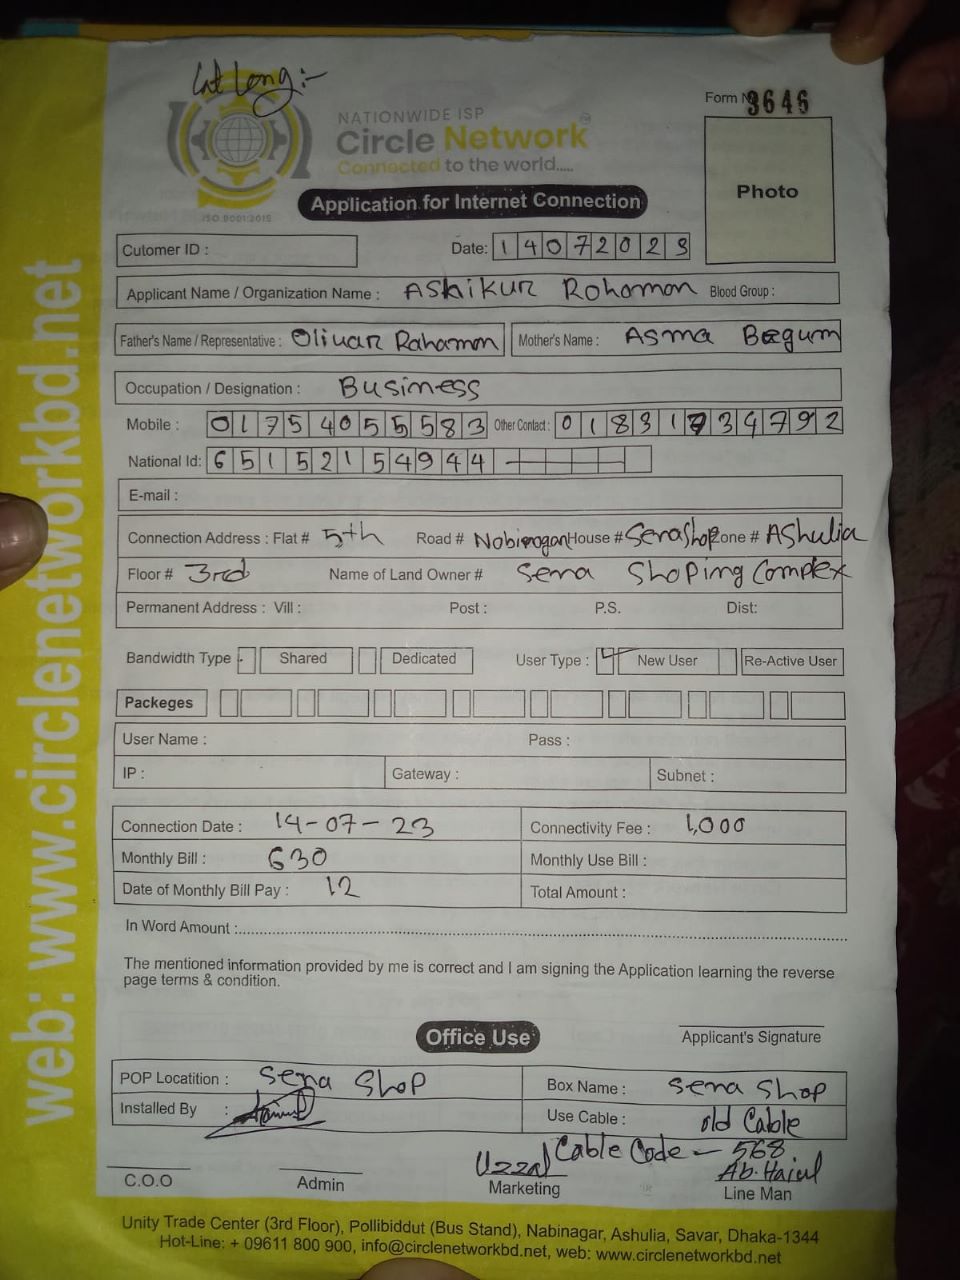 Lat Long:-
Form N 3646
NATIONWIDE ISP
Circle Network
Connected to the world.....
ISO 9001:2015
Photo
Application for Internet Connection
Cutomer ID :
Date: 14072023
Applicant Name / Organization Name : AShikur Rohomon Blood Group :
Father's Name / Representative : Olivar Rahamon Mother's Name : Asma Begum
Occupation / Designation : Business
Mobile : 01754055583 Other Contact : 01831734792
National Id: 65152154944
E-mail :
Connection Address : Flat # 5th Road # House # Sena Shop one # AShulia
Floor # 3rd Name of Land Owner # Sena Shoping Complex
Permanent Address : Vill : Post : P.S. Dist:
Bandwidth Type Shared Dedicated User Type : New User Re-Active User
Packeges
User Name : Pass :
IP : Gateway : Subnet :
Connection Date : 14-07-23 Connectivity Fee : 1,000
Monthly Bill : 630 Monthly Use Bill :
Date of Monthly Bill Pay : 12 Total Amount :
In Word Amount :
The mentioned information provided by me is correct and I am signing the Application learning the reverse
page terms & condition.
Applicant's Signature
Office Use
POP Locatition : Sena Shop Box Name : Sena Shop
Installed By : Use Cable : old Cable
Cable Code - 568
Uzzal Ab.
C.O.O Admin Marketing Line Man
Unity Trade Center (3rd Floor), Pollibiddut (Bus Stand), Nabinagar, Ashulia, Savar, Dhaka-1344
Hot-Line: + 09611 800 900, info@circlenetworkbd.net, web: www.circlenetworkbd.net
web: www.circlenetworkbd.net